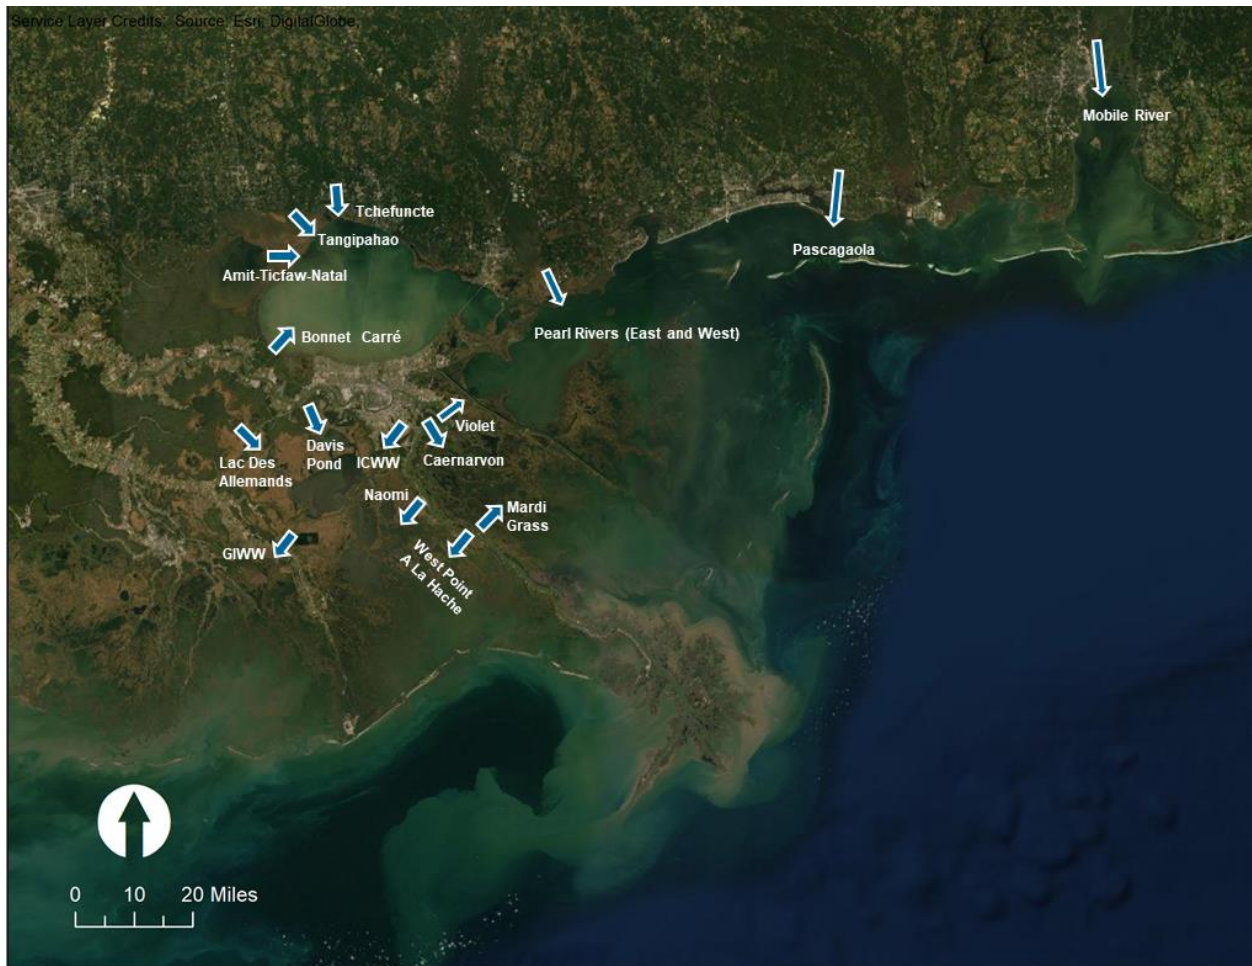 Service Layer Credits: Source: Esri, DigitalGlobe,
Mobile River
Tchefuncte
Tangipahao
Pascagaola
Amit-Ticfaw-Natal
Pearl Rivers (East and West)
Bonnet Carré
Violet
Davis
Pond
ICWW
Caernarvon
Lac Des
Allemands
Naomi
Mardi
Grass
GIWW
West Point
A La Hache
0 10 20 Miles